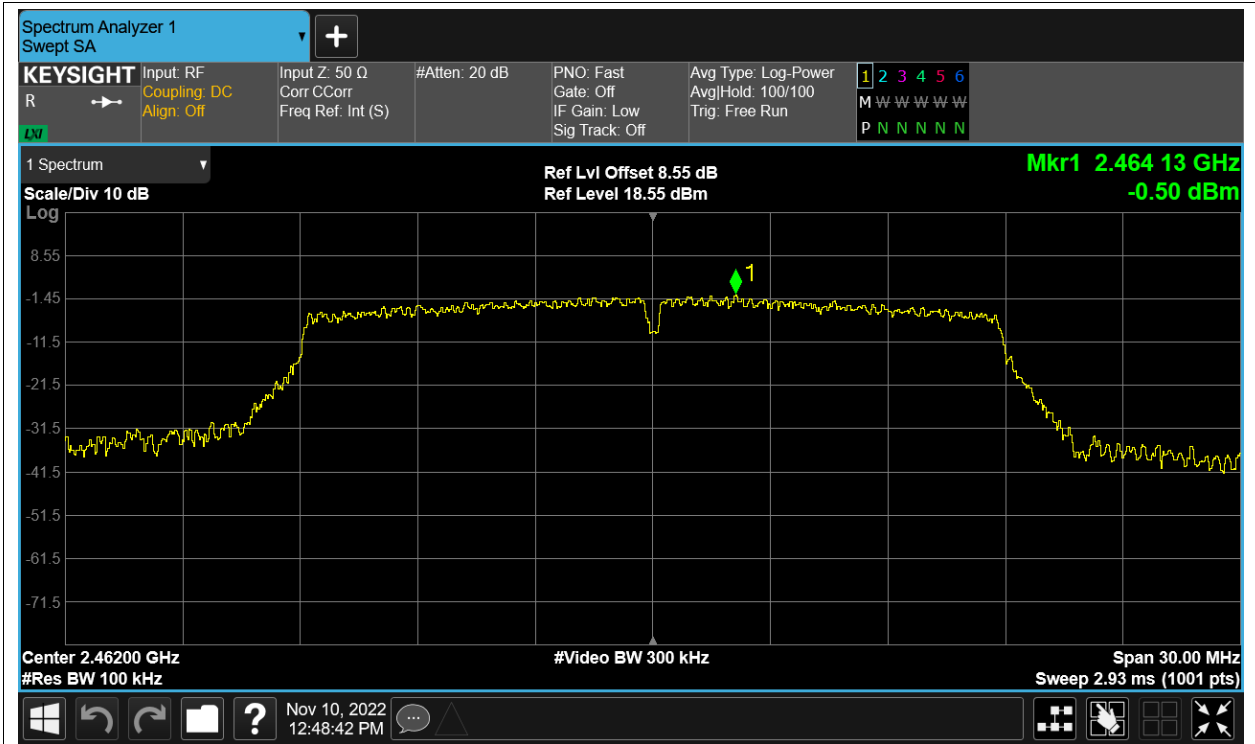 Spectrum Analyzer 1
Swept SA
KEYSIGHT
R
LXI
Input: RF
Coupling: DC
Align: Off
Input Z: 50 Ω
Corr CCorr
Freq Ref: Int (S)
#Atten: 20 dB
PNO: Fast
Gate: Off
IF Gain: Low
Sig Track: Off
Avg Type: Log-Power
Avg|Hold: 100/100
Trig: Free Run
1 2 3 4 5 6
M W W W W W
P N N N N N
1 Spectrum
Scale/Div 10 dB
Log
Ref Lvl Offset 8.55 dB
Ref Level 18.55 dBm
Mkr1 2.464 13 GHz
-0.50 dBm
1
8.55
-1.45
-11.5
-21.5
-31.5
-41.5
-51.5
-61.5
-71.5
Center 2.46200 GHz
#Res BW 100 kHz
#Video BW 300 kHz
Span 30.00 MHz
Sweep 2.93 ms (1001 pts)
?
Nov 10, 2022
12:48:42 PM